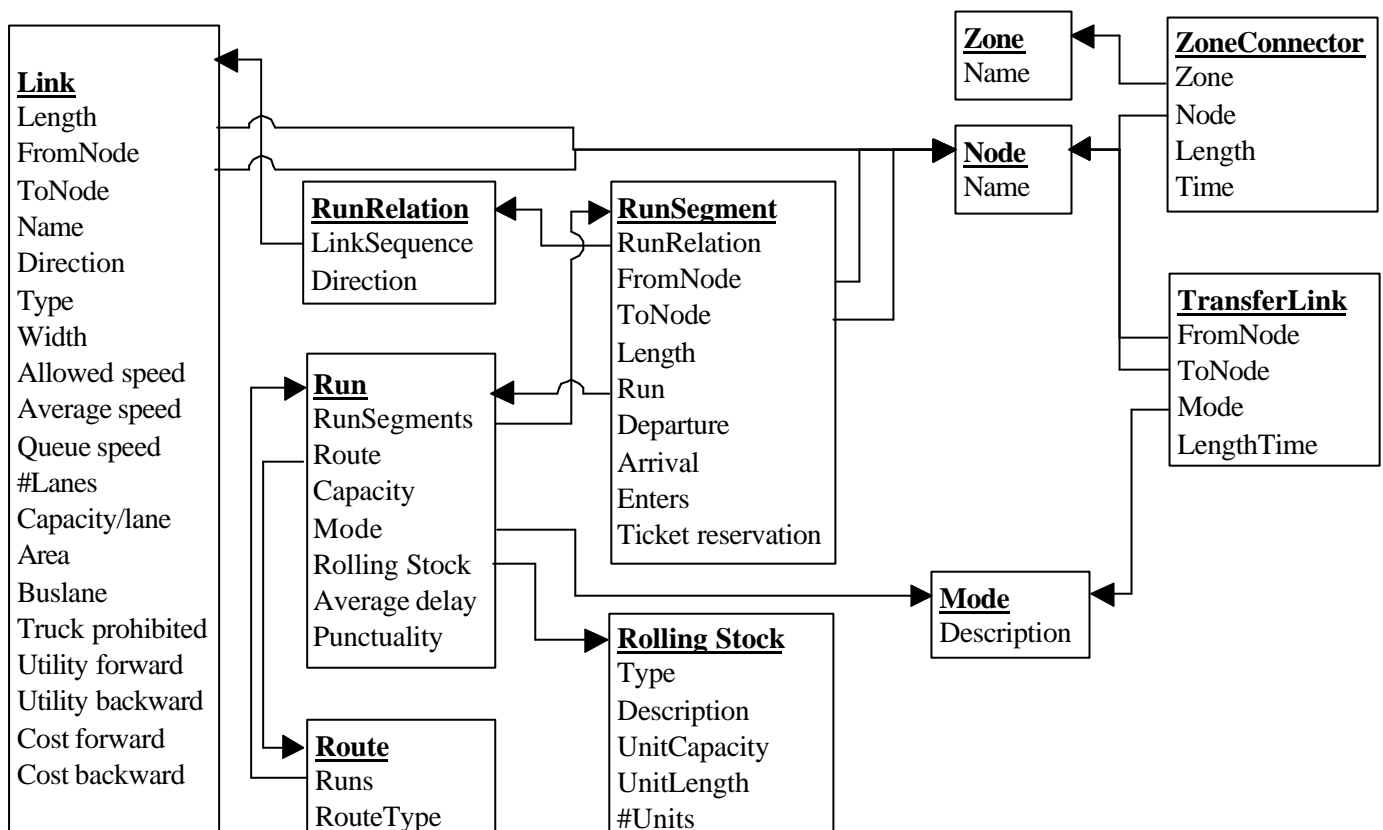 Link
Length
FromNode
ToNode
Name
Direction
Type
Width
Allowed speed
Average speed
Queue speed
#Lanes
Capacity/lane
Area
Buslane
Truck prohibited
Utility forward
Utility backward
Cost forward
Cost backward
RunRelation
LinkSequence
Direction
Run
RunSegments
Route
Capacity
Mode
Rolling Stock
Average delay
Punctuality
Route
Runs
RouteType
RunSegment
RunRelation
FromNode
ToNode
Length
Run
Departure
Arrival
Enters
Ticket reservation
Rolling Stock
Type
Description
UnitCapacity
UnitLength
#Units
Zone
Name
Node
Name
Mode
Description
ZoneConnector
Zone
Node
Length
Time
TransferLink
FromNode
ToNode
Mode
LengthTime